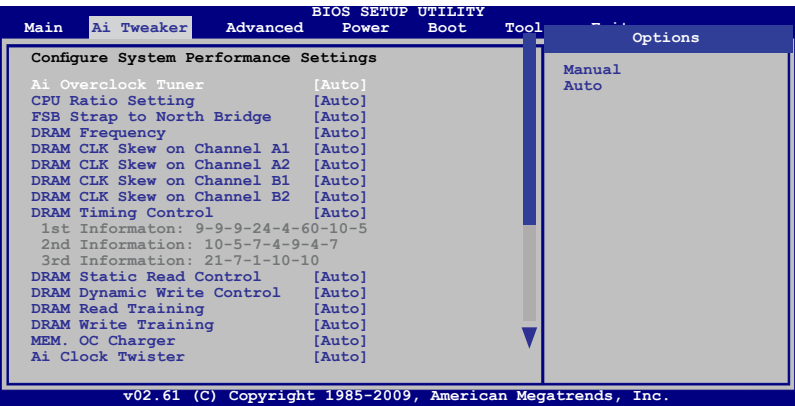 BIOS SETUP UTILITY
Main Ai Tweaker Advanced Power Boot Tool
Options
Configure System Performance Settings
Manual
Auto
Ai Overclock Tuner [Auto]
CPU Ratio Setting [Auto]
FSB Strap to North Bridge [Auto]
DRAM Frequency [Auto]
DRAM CLK Skew on Channel A1 [Auto]
DRAM CLK Skew on Channel A2 [Auto]
DRAM CLK Skew on Channel B1 [Auto]
DRAM CLK Skew on Channel B2 [Auto]
DRAM Timing Control [Auto]
1st Informaton: 9-9-9-24-4-60-10-5
2nd Information: 10-5-7-4-9-4-7
3rd Information: 21-7-1-10-10
DRAM Static Read Control [Auto]
DRAM Dynamic Write Control [Auto]
DRAM Read Training [Auto]
DRAM Write Training [Auto]
MEM. OC Charger [Auto]
Ai Clock Twister [Auto]
v02.61 (C) Copyright 1985-2009, American Megatrends, Inc.